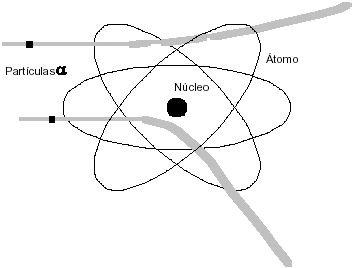 Átomo
Partículas α
Núcleo